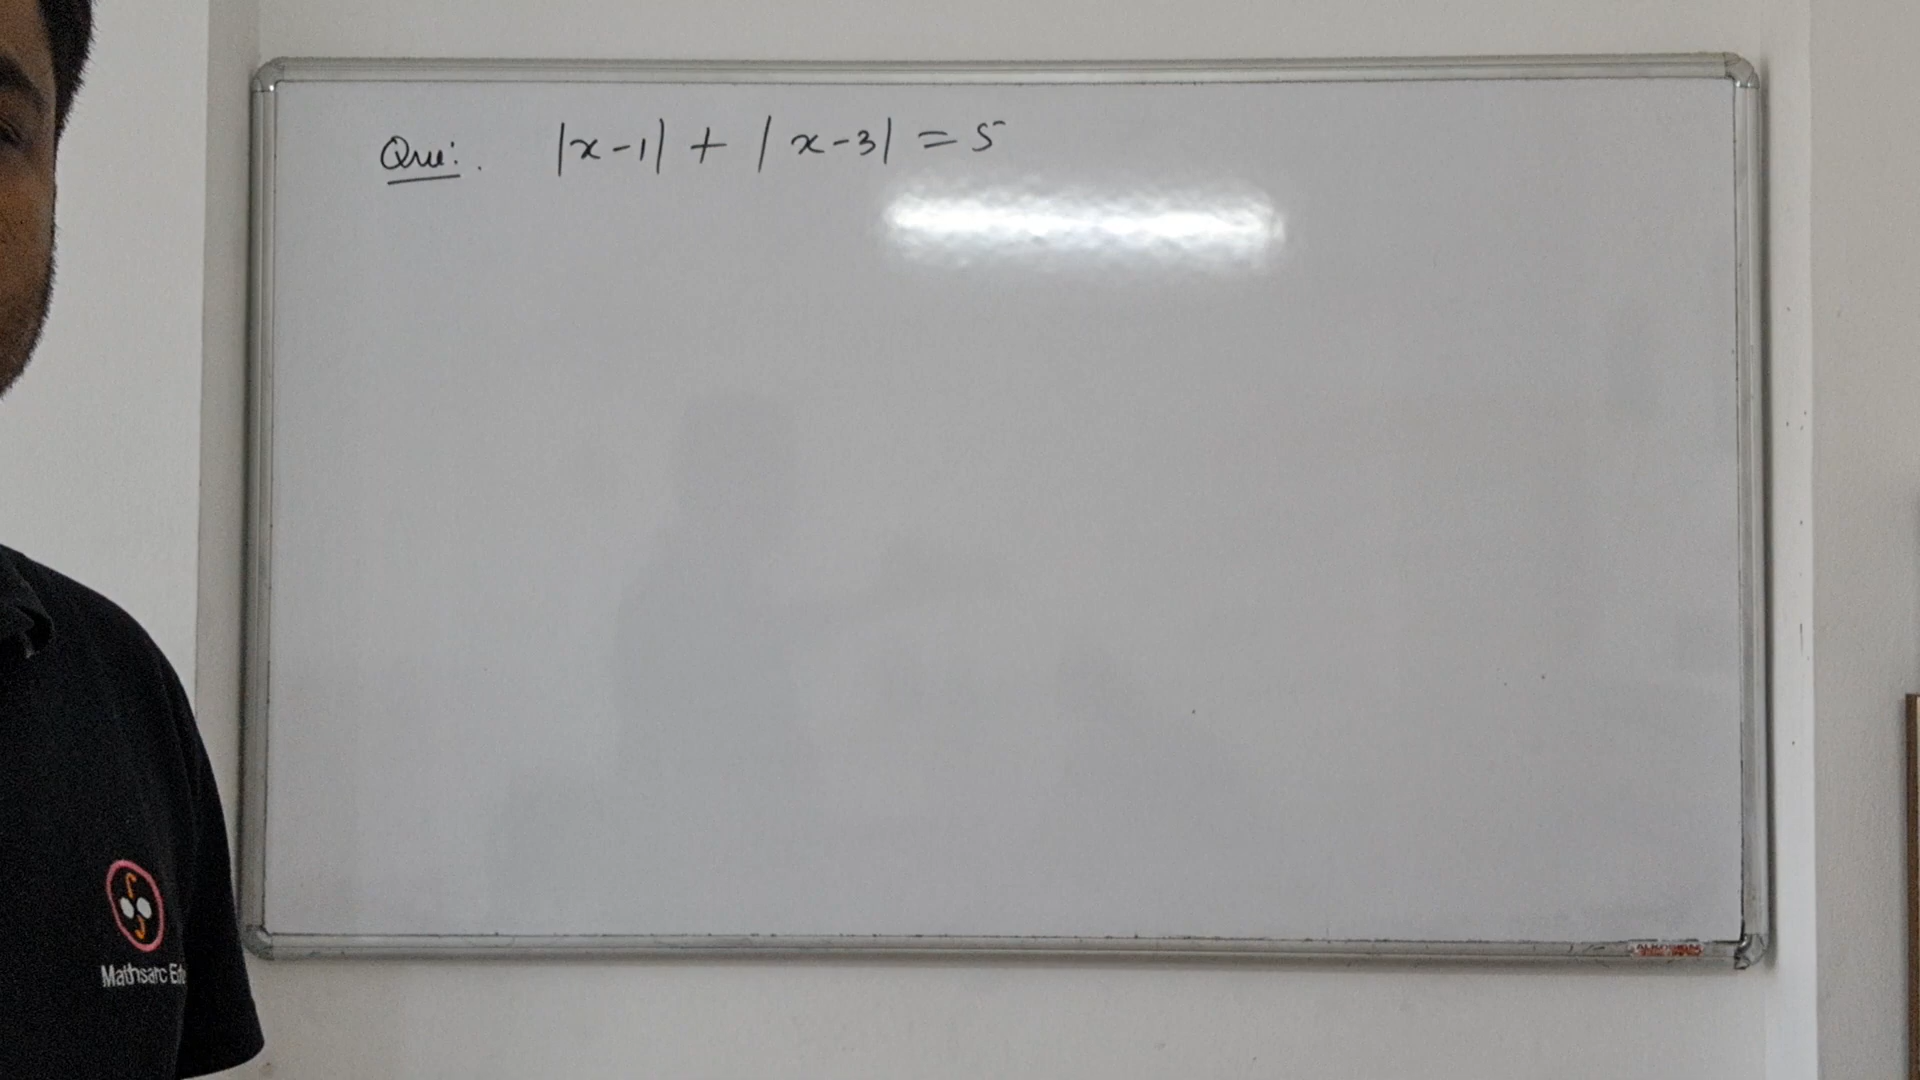 Que:. |x-1| + |x-3| = 5
Mathsarc Edu